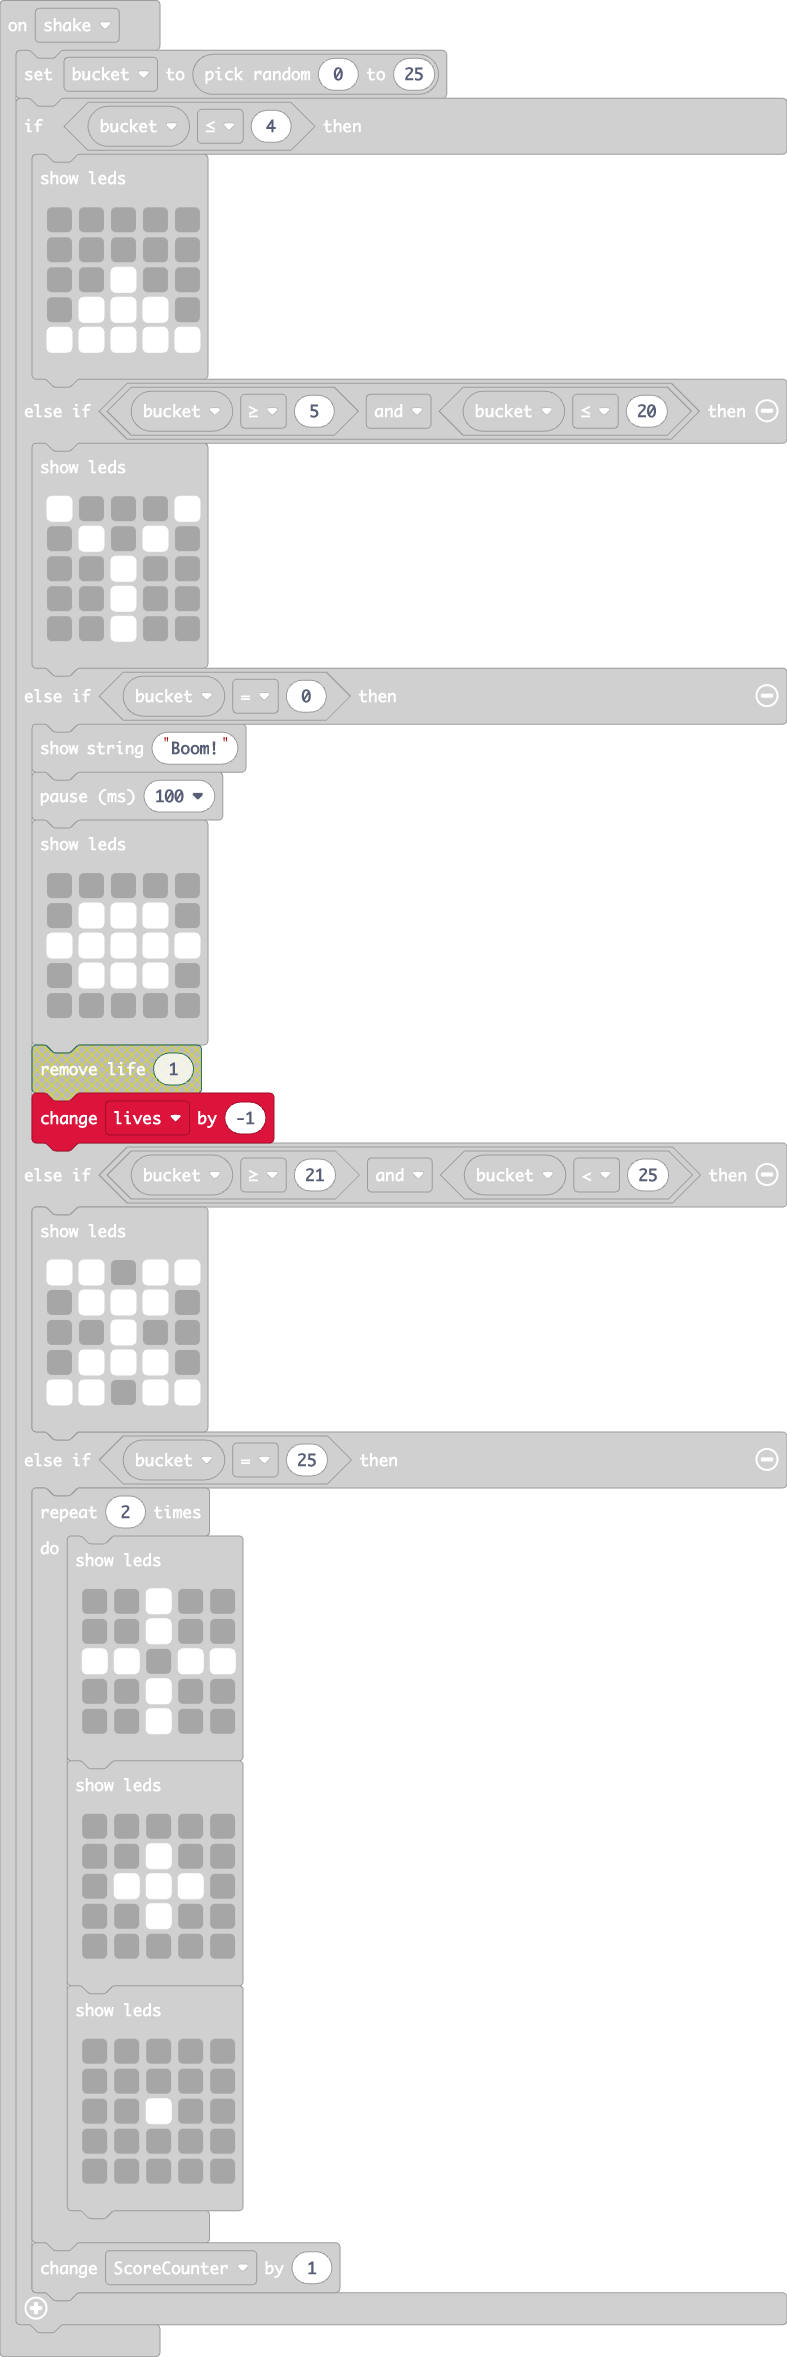 on shake
set bucket to pick random 0 to 25
if bucket ≤ 4 then
show leds
else if bucket ≥ 5 and bucket ≤ 20 then
show leds
else if bucket = 0 then
show string "Boom!"
pause (ms) 100
show leds
remove life 1
change lives by -1
else if bucket ≥ 21 and bucket < 25 then
show leds
else if bucket = 25 then
repeat 2 times
do
show leds
show leds
show leds
change ScoreCounter by 1